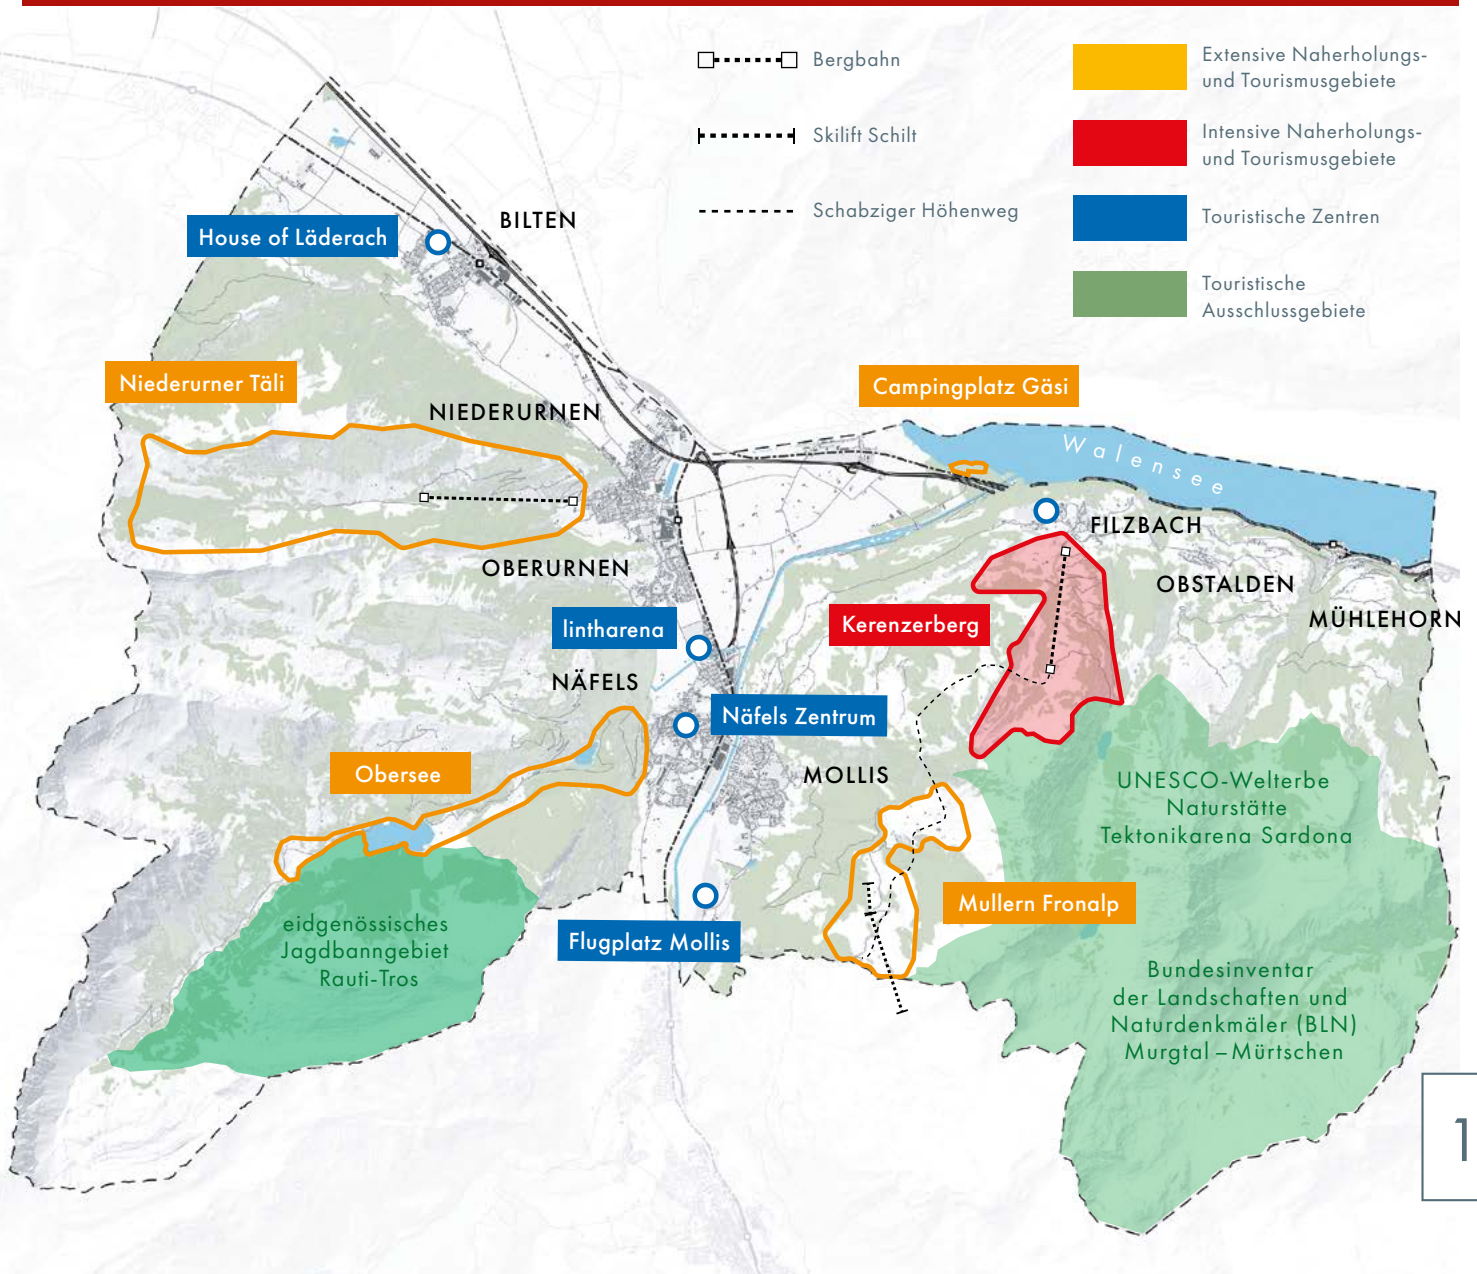 Bergbahn
Skilift Schilt
Schabziger Höhenweg
Extensive Naherholungs-
und Tourismusgebiete
Intensive Naherholungs-
und Tourismusgebiete
Touristische Zentren
Touristische
Ausschlussgebiete
BILTEN
House of Läderach
Niederurner Täli
NIEDERURNEN
Campingplatz Gäsi
Walensee
FILZBACH
OBERURNEN
OBSTALDEN
MÜHLEHORN
lintharena
Kerenzerberg
NÄFELS
Näfels Zentrum
Obersee
MOLLIS
UNESCO-Welterbe
Naturstätte
Tektonikarena Sardona
Mullern Fronalp
eidgenössisches
Jagdbanngebiet
Rauti-Tros
Flugplatz Mollis
Bundesinventar
der Landschaften und
Naturdenkmäler (BLN)
Murgtal – Mürtschen
1